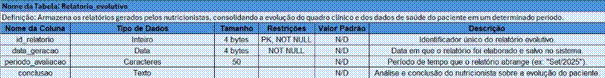 Nome da Tabela: Relatorio_evolutivo
Definição: Armazena os relatórios gerados pelos nutricionistas, consolidando a evolução do quadro clínico e dos dados de saúde do paciente em um determinado período.
Nome da Coluna Tipo de Dados Tamanho Restrições Valor Padrão Descrição
id_relatorio Inteiro 4 bytes PK, NOT NULL N/D Identificador único do relatório evolutivo.
data_geracao Data 4 bytes NOT NULL N/D Data em que o relatório foi elaborado e salvo no sistema.
periodo_avaliacao Caracteres 50 N/D Período de tempo que o relatório abrange (ex: "Set/2025").
conclusao Texto N/D Análise e conclusão do nutricionista sobre a evolução do paciente.